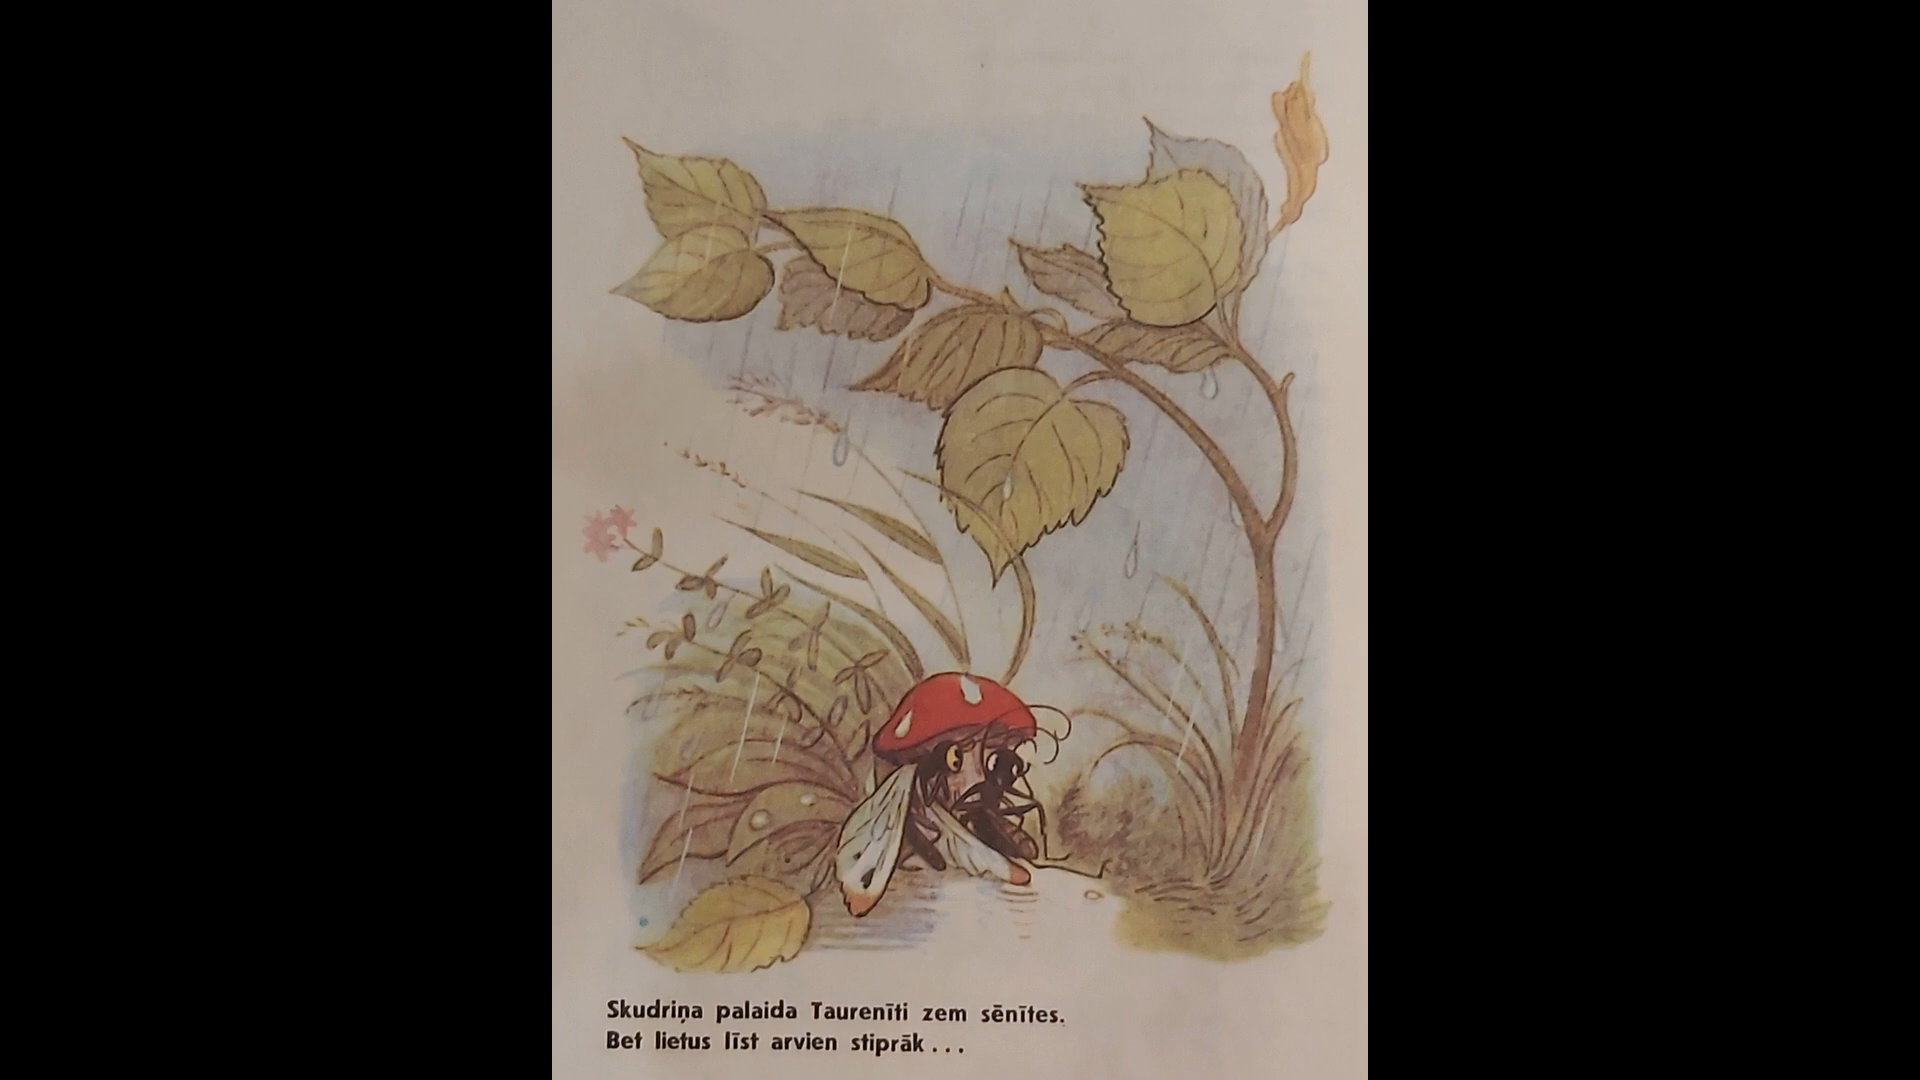 Skudriņa palaida Taurenīti zem sēnītes.
Bet lietus līst arvien stiprāk...